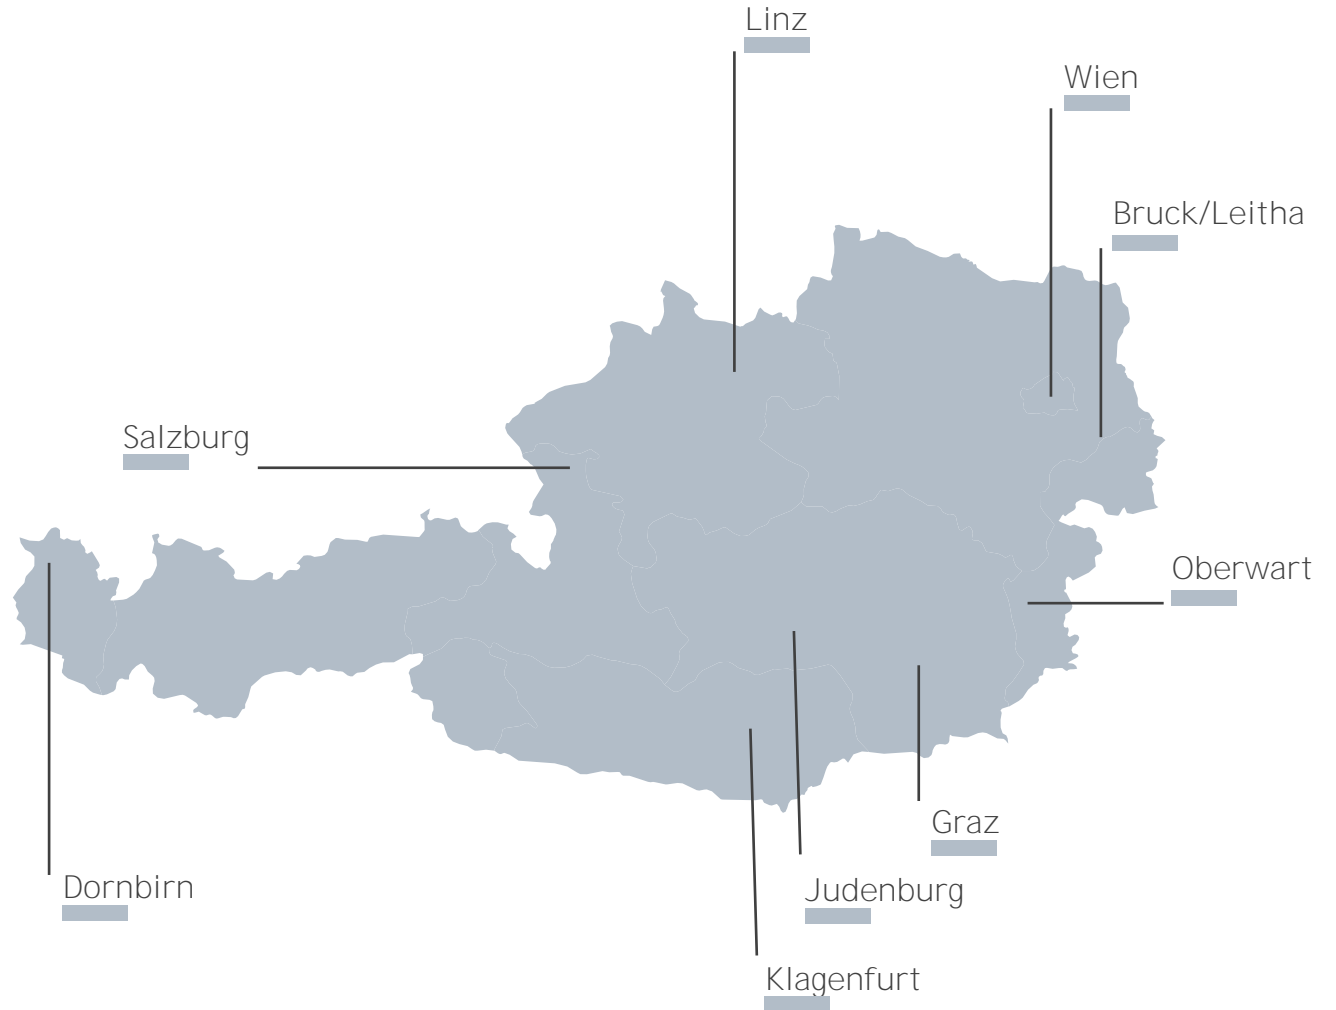 Linz
Wien
Bruck/Leitha
Salzburg
Oberwart
Graz
Dornbirn
Judenburg
Klagenfurt